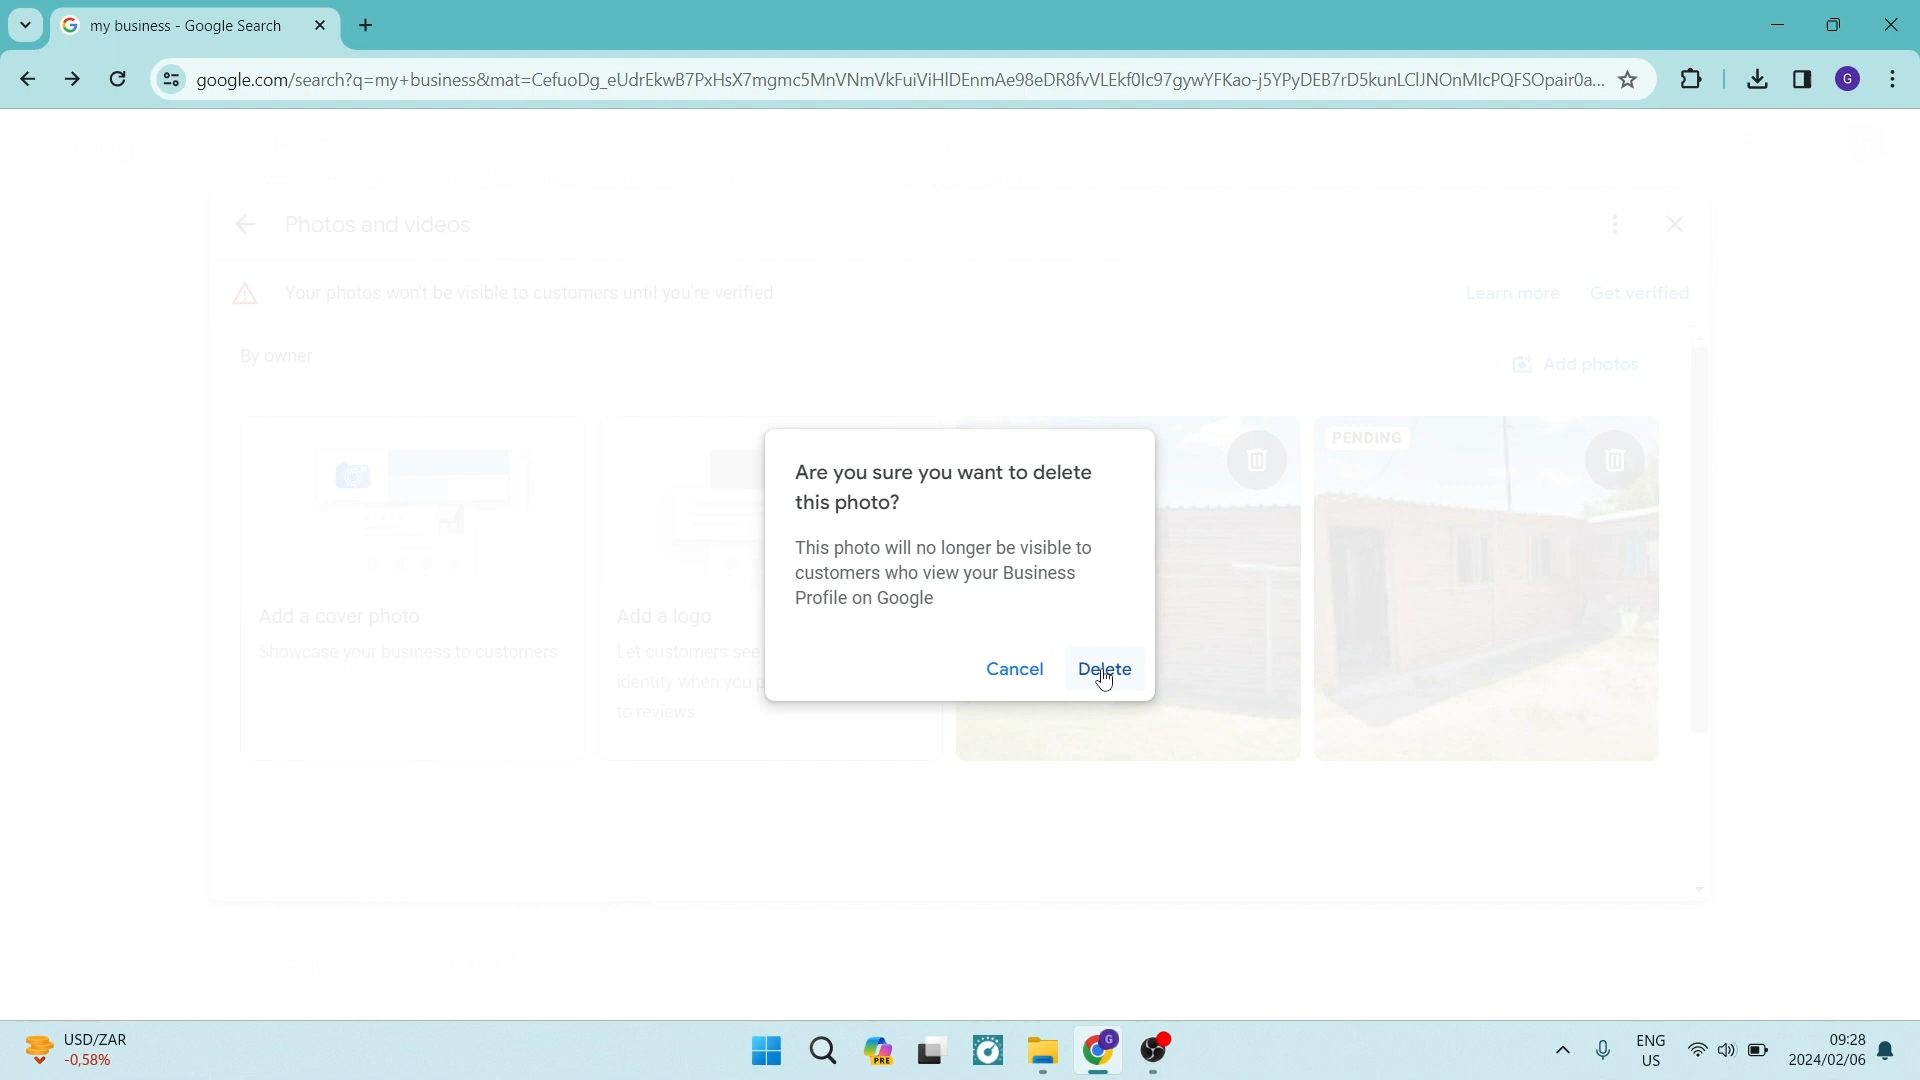 my business - Google Search
google.com/search?q=my+business&mat=CefuoDg_eUdrEkwB7PxHsX7mgmc5MnVNmVkFuiViHlDEnmAe98eDR8fvVLEkf0Ic97gywYFKao-j5YPyDEB7rD5kunLClJNOnMIcPQFSOpair0a...
G
Photos and videos
Your photos won't be visible to customers until you're verified
Learn more
Get verified
By owner
Add photos
PENDING
Are you sure you want to delete
this photo?
This photo will no longer be visible to
customers who view your Business
Profile on Google
Cancel
Delete
Add a cover photo
Showcase your business to customers
Add a logo
Let customers see
identity when you p
to reviews
USD/ZAR
-0,58%
PRE
G
ENG
US
09:28
2024/02/06